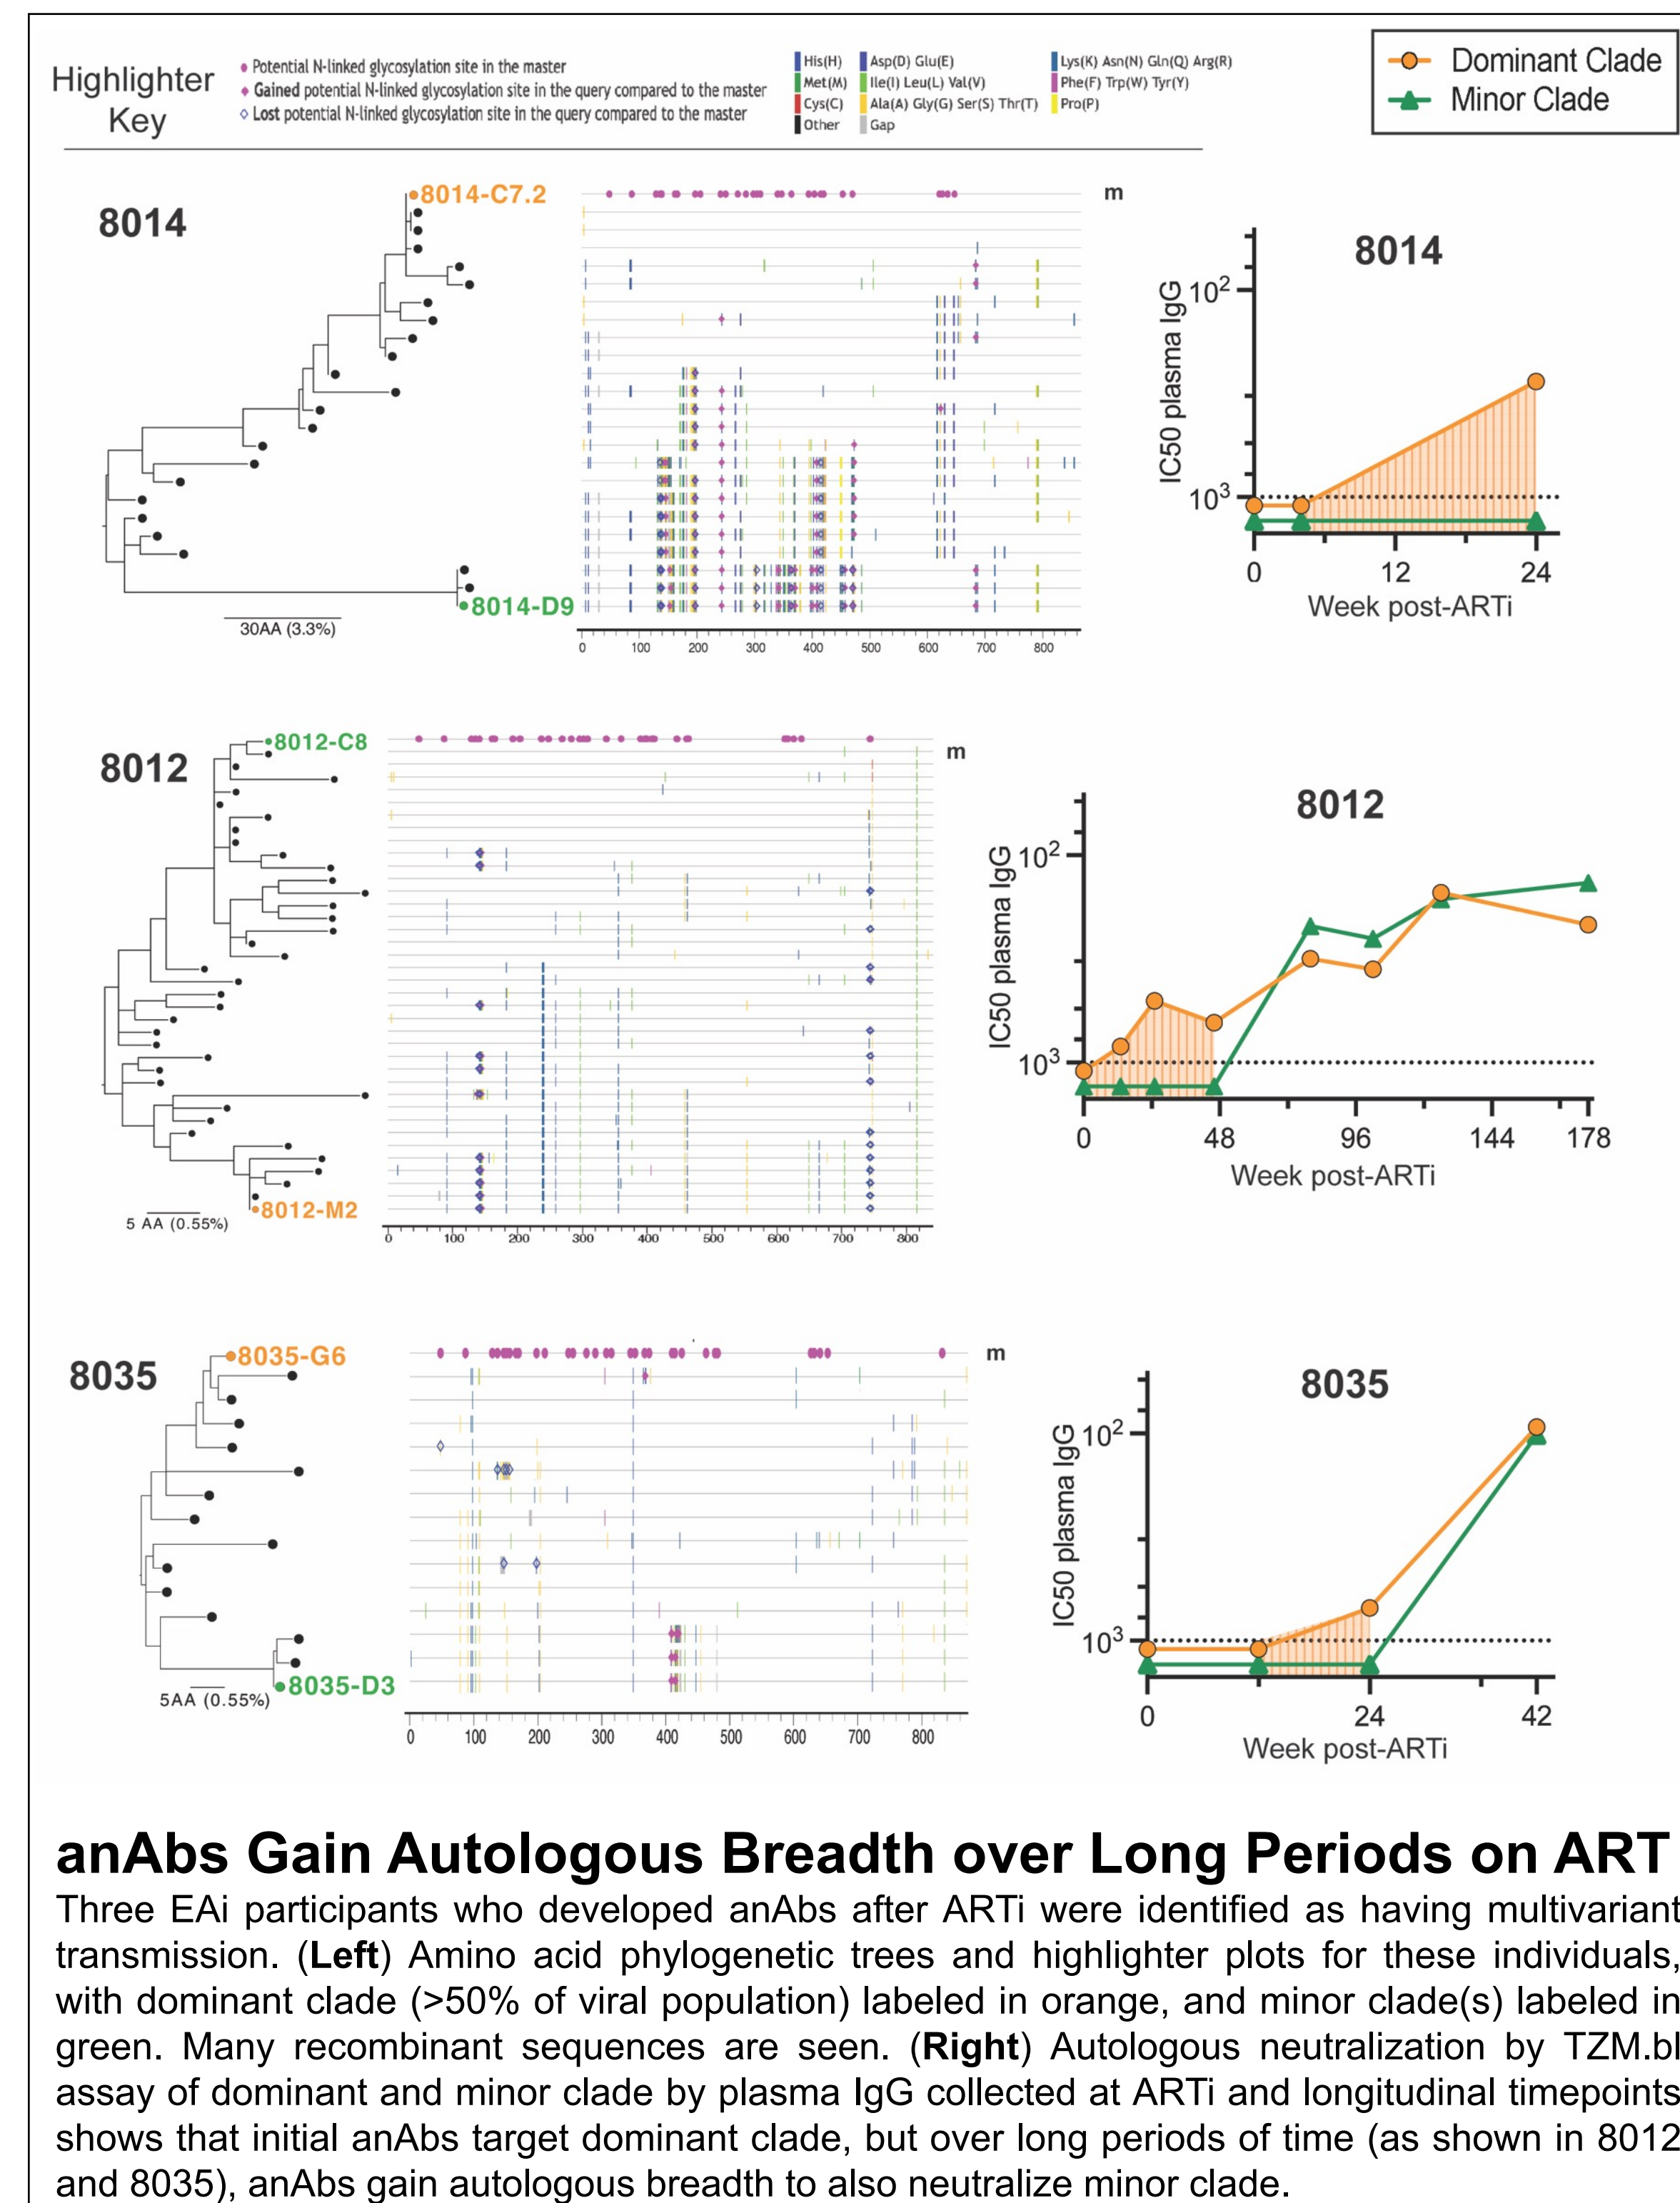 Highlighter
Key
Potential N-linked glycosylation site in the master
Gained potential N-linked glycosylation site in the query compared to the master
Lost potential N-linked glycosylation site in the query compared to the master
His(H)
Asp(D) Glu(E)
Lys(K) Asn(N) Gln(Q) Arg(R)
Met(M)
Ile(I) Leu(L) Val(V)
Phe(F) Trp(W) Tyr(Y)
Cys(C)
Ala(A) Gly(G) Ser(S) Thr(T)
Pro(P)
Other
Gap
Dominant Clade
Minor Clade
8014
8014-C7.2
m
8014-D9
30AA (3.3%)
0 100 200 300 400 500 600 700 800
8014
IC50 plasma IgG
10²
10³
0 12 24
Week post-ARTi
8012
8012-C8
m
8012-M2
5 AA (0.55%)
0 100 200 300 400 500 600 700 800
8012
IC50 plasma IgG
10²
10³
0 48 96 144 178
Week post-ARTi
8035
8035-G6
m
8035-D3
5AA (0.55%)
0 100 200 300 400 500 600 700 800
8035
IC50 plasma IgG
10²
10³
0 24 42
Week post-ARTi
anAbs Gain Autologous Breadth over Long Periods on ART
Three EAi participants who developed anAbs after ARTi were identified as having multivariant
transmission. (Left) Amino acid phylogenetic trees and highlighter plots for these individuals,
with dominant clade (>50% of viral population) labeled in orange, and minor clade(s) labeled in
green. Many recombinant sequences are seen. (Right) Autologous neutralization by TZM.bl
assay of dominant and minor clade by plasma IgG collected at ARTi and longitudinal timepoints
shows that initial anAbs target dominant clade, but over long periods of time (as shown in 8012
and 8035), anAbs gain autologous breadth to also neutralize minor clade.